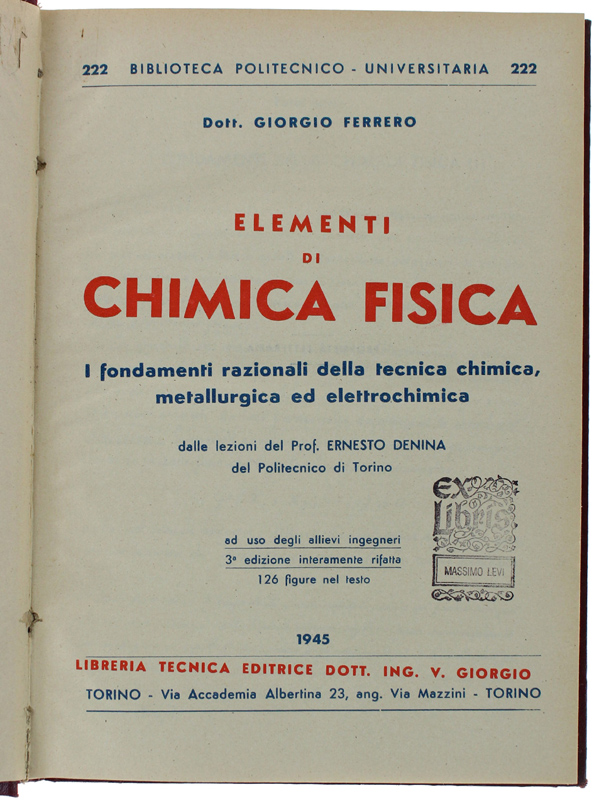 222 BIBLIOTECA POLITECNICO - UNIVERSITARIA 222
Dott. GIORGIO FERRERO
ELEMENTI
DI
CHIMICA FISICA
I fondamenti razionali della tecnica chimica,
metallurgica ed elettrochimica
dalle lezioni del Prof. ERNESTO DENINA
del Politecnico di Torino
EX
Libris
MASSIMO LEVI
ad uso degli allievi ingegneri
3ª edizione interamente rifatta
126 figure nel testo
1945
LIBRERIA TECNICA EDITRICE DOTT. ING. V. GIORGIO
TORINO - Via Accademia Albertina 23, ang. Via Mazzini - TORINO